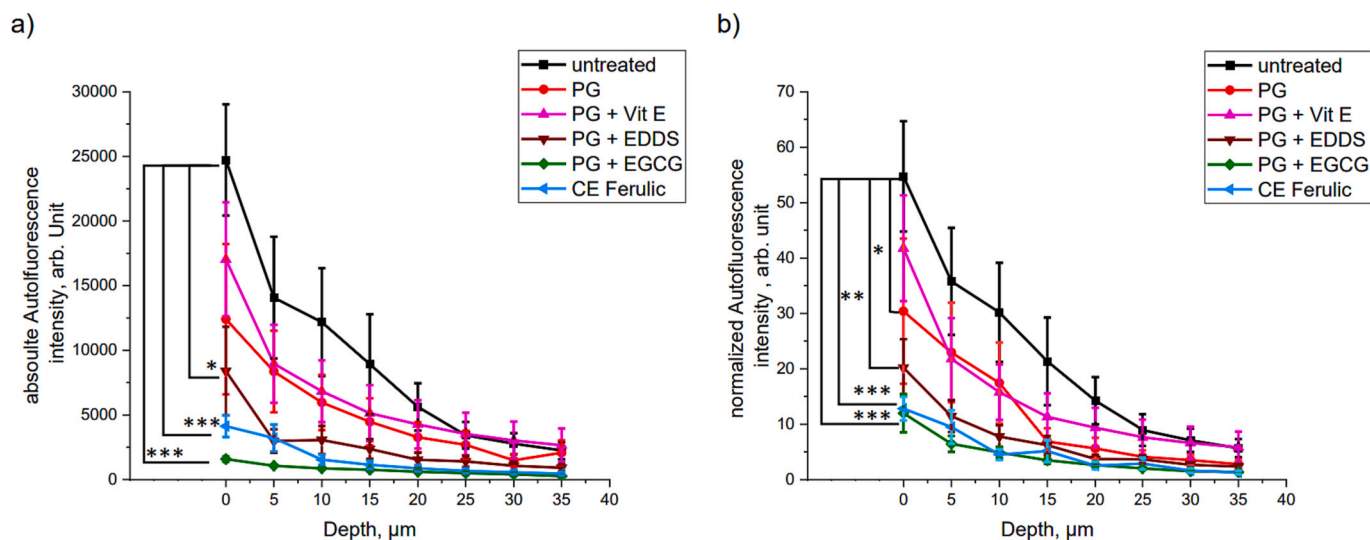 a)
untreated
PG
PG + Vit E
PG + EDDS
PG + EGCG
CE Ferulic
absoulte Autolfuorescence
intensity, arb. Unit
30000
25000
20000
15000
10000
5000
0
*
***
***
0 5 10 15 20 25 30 35 40
Depth, µm
b)
untreated
PG
PG + Vit E
PG + EDDS
PG + EGCG
CE Ferulic
normalized Autofluorescence
intensity , arb. unit
70
60
50
40
30
20
10
0
*
**
***
***
0 5 10 15 20 25 30 35 40
Depth, µm